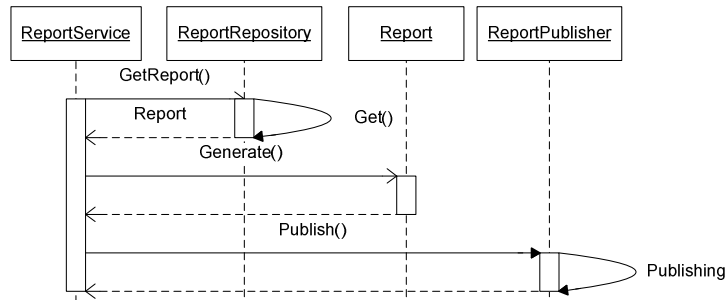 ReportService
ReportRepository
Report
ReportPublisher
GetReport()
Report
Get()
Generate()
Publish()
Publishing